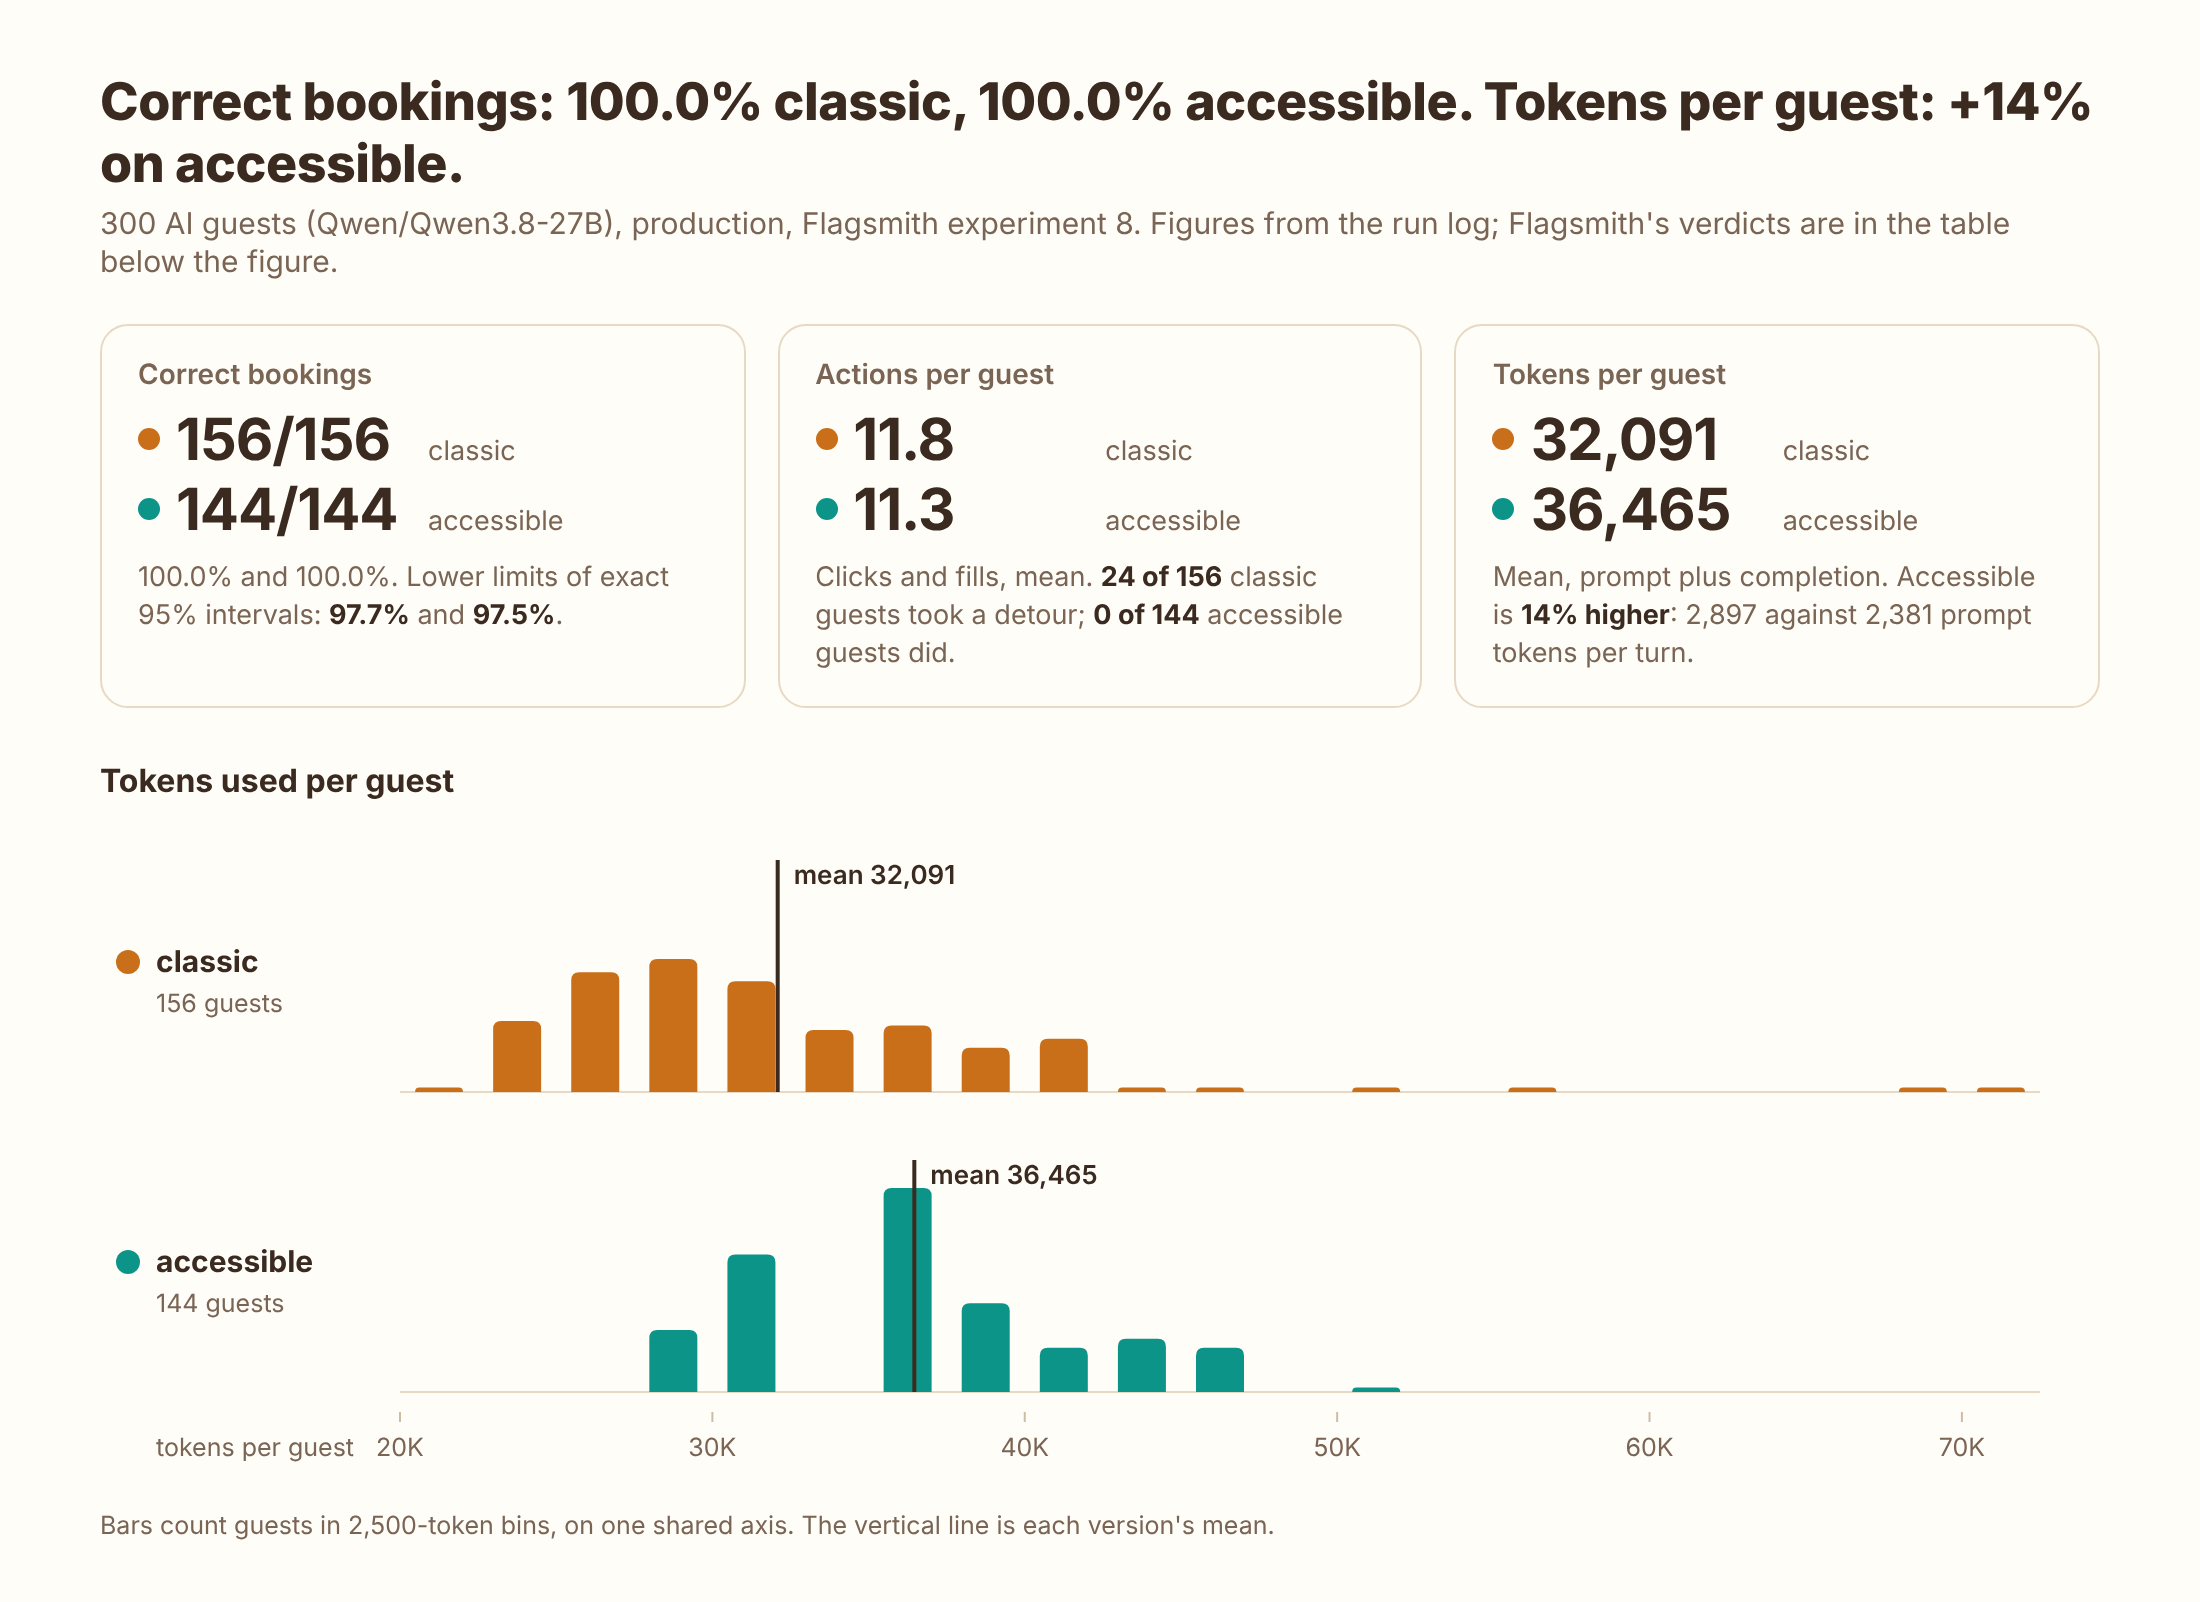 Correct bookings: 100.0% classic, 100.0% accessible. Tokens per guest: +14%
on accessible.
300 AI guests (Qwen/Qwen3.8-27B), production, Flagsmith experiment 8. Figures from the run log; Flagsmith's verdicts are in the table
below the figure.
Correct bookings
156/156 classic
144/144 accessible
100.0% and 100.0%. Lower limits of exact
95% intervals: 97.7% and 97.5%.
Actions per guest
11.8 classic
11.3 accessible
Clicks and fills, mean. 24 of 156 classic
guests took a detour; 0 of 144 accessible
guests did.
Tokens per guest
32,091 classic
36,465 accessible
Mean, prompt plus completion. Accessible
is 14% higher: 2,897 against 2,381 prompt
tokens per turn.
Tokens used per guest
mean 32,091
classic
156 guests
mean 36,465
accessible
144 guests
tokens per guest 20K 30K 40K 50K 60K 70K
Bars count guests in 2,500-token bins, on one shared axis. The vertical line is each version's mean.